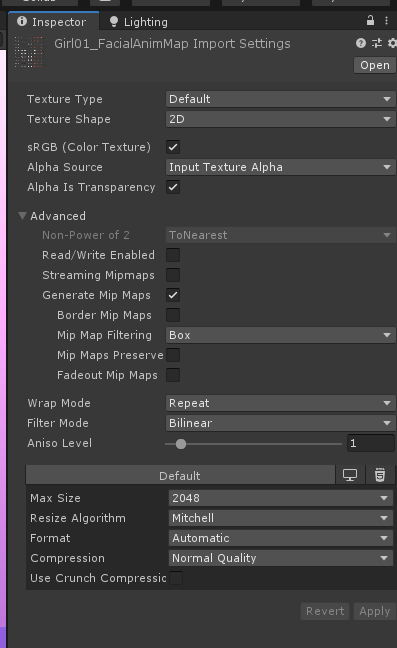 Inspector
Lighting
Girl01_FacialAnimMap Import Settings
Open
Texture Type Default
Texture Shape 2D
sRGB (Color Texture)
Alpha Source Input Texture Alpha
Alpha Is Transparency
Advanced
Non-Power of 2 ToNearest
Read/Write Enabled
Streaming Mipmaps
Generate Mip Maps
Border Mip Maps
Mip Map Filtering Box
Mip Maps Preserve
Fadeout Mip Maps
Wrap Mode Repeat
Filter Mode Bilinear
Aniso Level 1
Default
Max Size 2048
Resize Algorithm Mitchell
Format Automatic
Compression Normal Quality
Use Crunch Compressic
Revert Apply